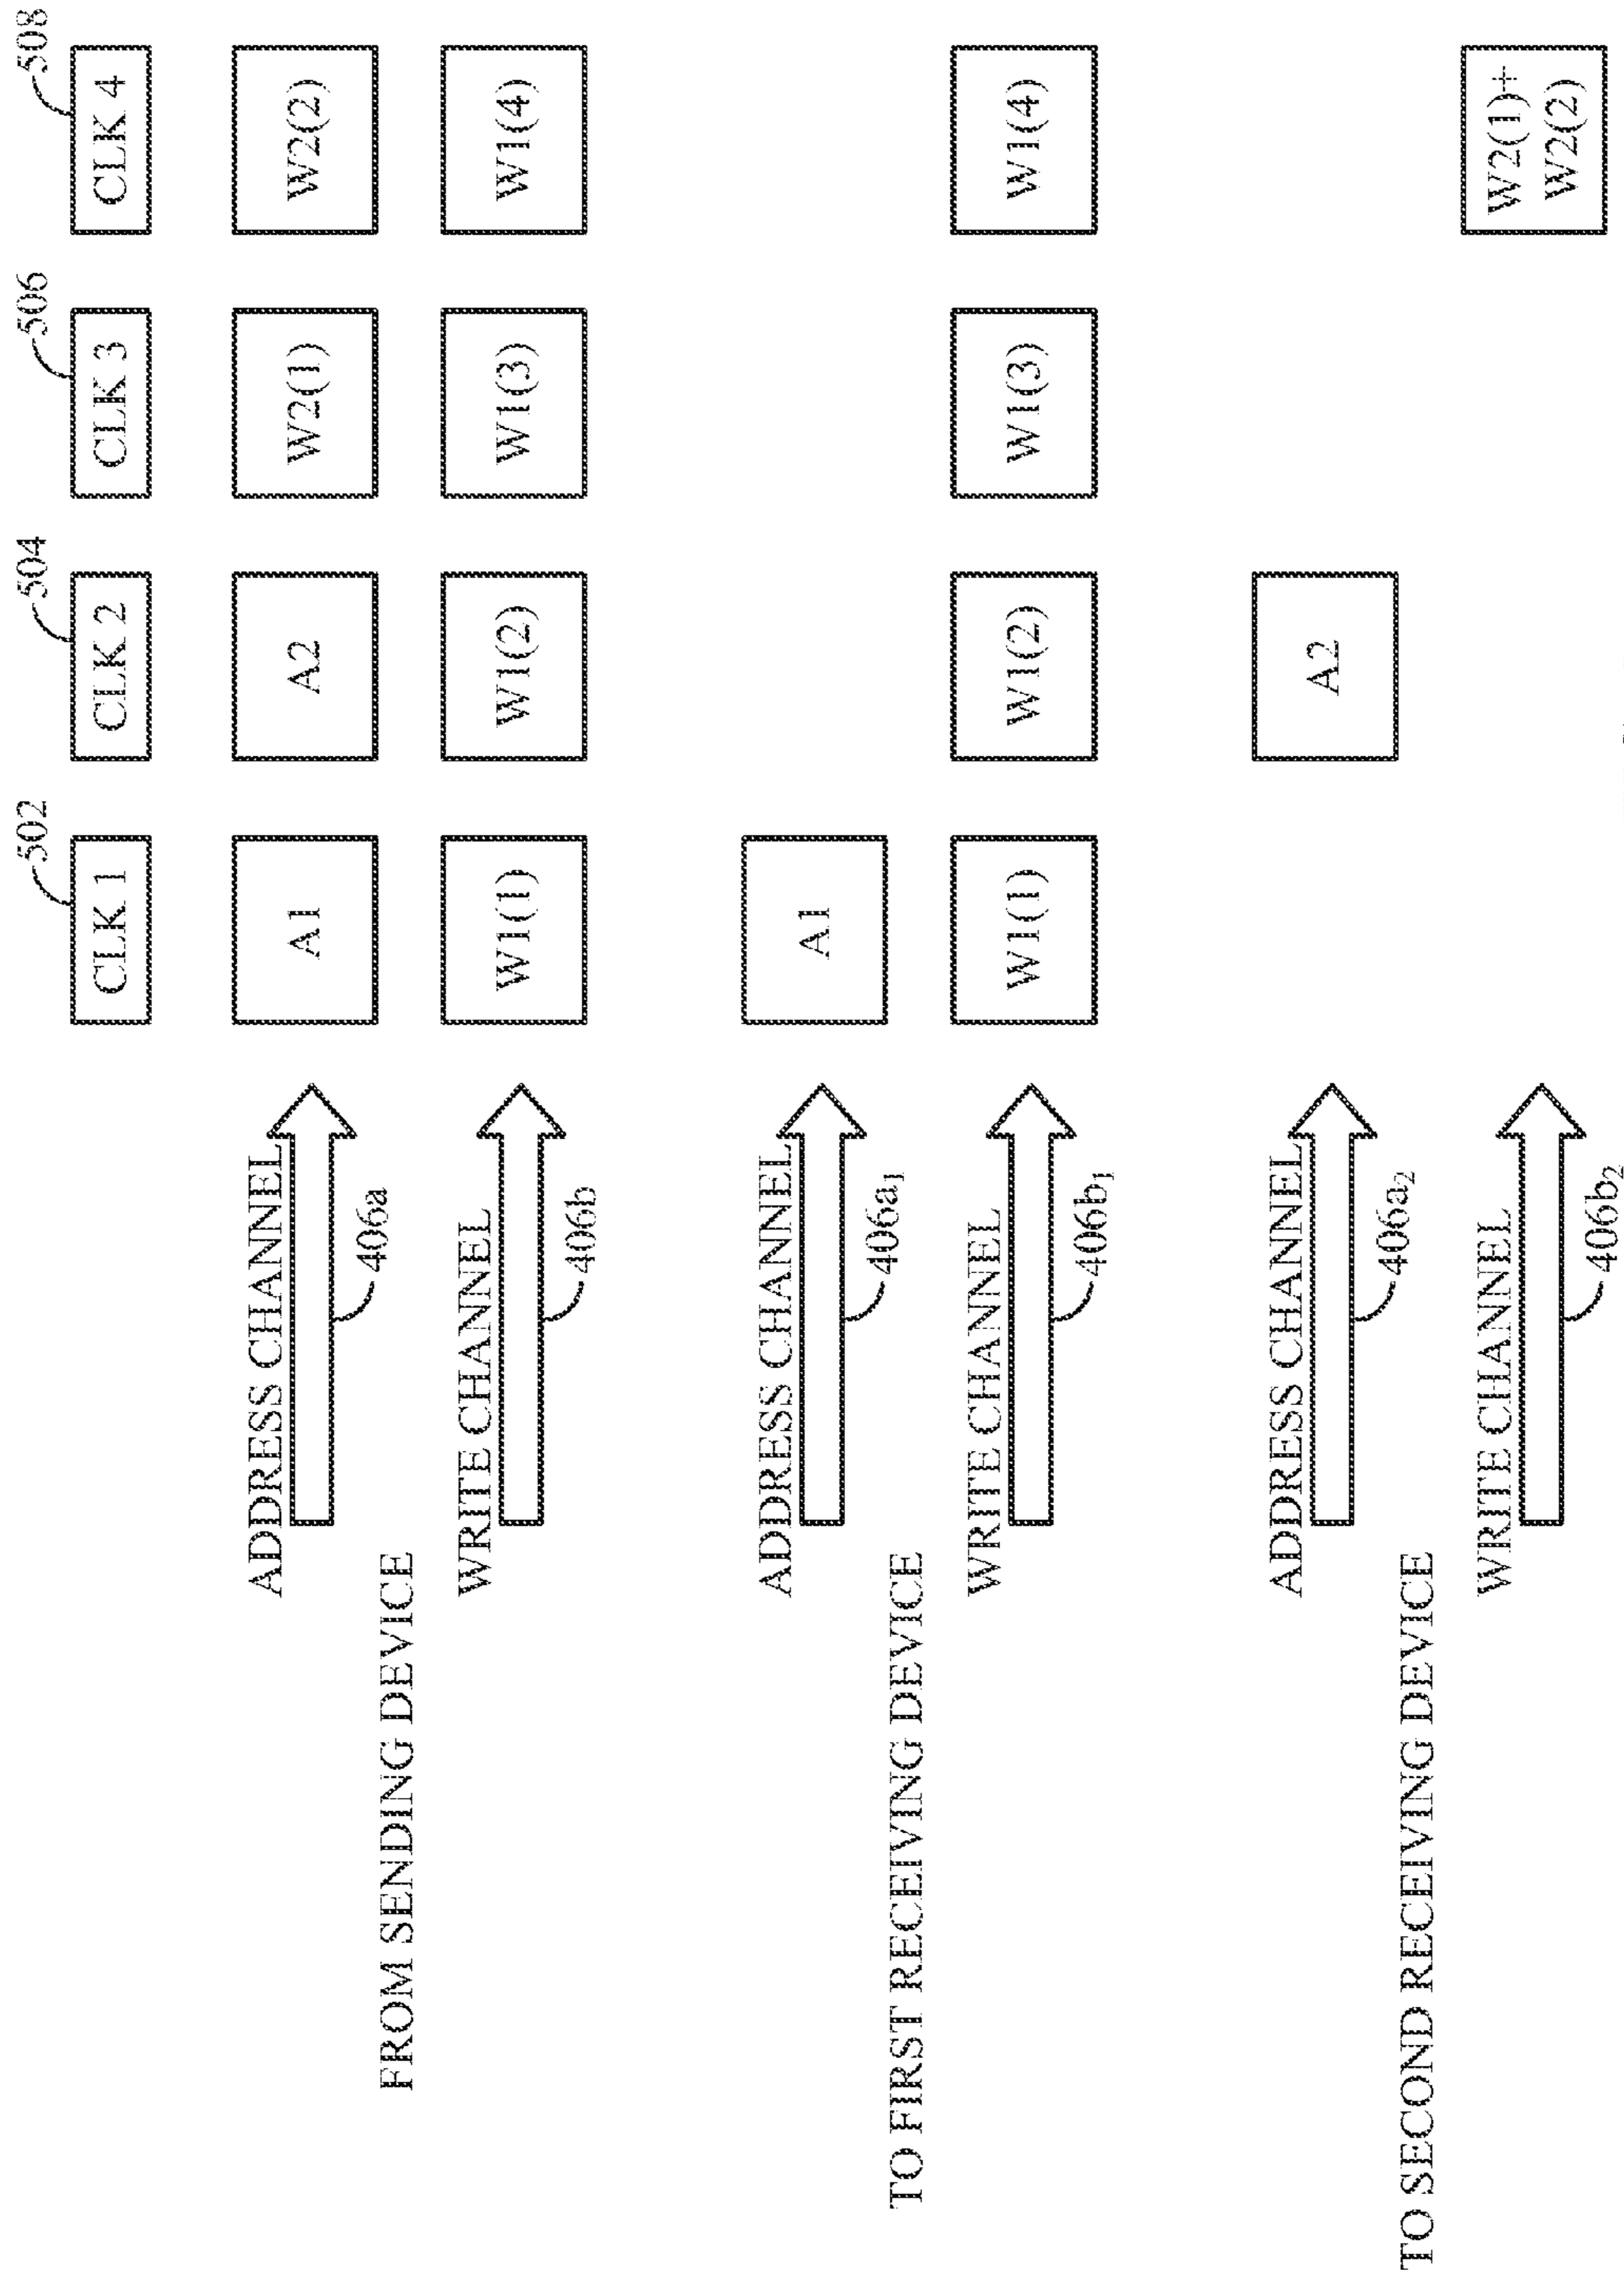 502
504
506
508
CLK 1
CLK 2
CLK 3
CLK 4
FROM SENDING DEVICE
ADDRESS CHANNEL
406a
A1
A2
W2(1)
W2(2)
WRITE CHANNEL
406b
W1(1)
W1(2)
W1(3)
W1(4)
TO FIRST RECEIVING DEVICE
ADDRESS CHANNEL
406a₁
A1
WRITE CHANNEL
406b₁
W1(1)
W1(2)
W1(3)
W1(4)
TO SECOND RECEIVING DEVICE
ADDRESS CHANNEL
406a₂
A2
WRITE CHANNEL
406b₂
W2(1)+
W2(2)